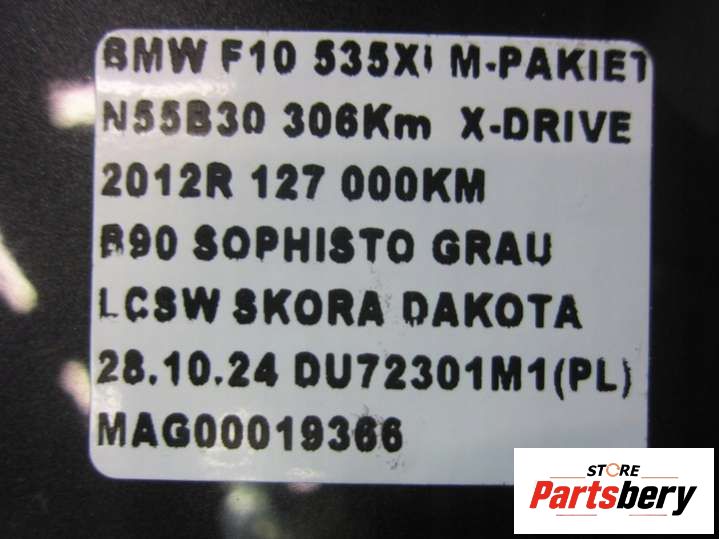 BMW F10 535Xi M-PAKIET
N55B30 306Km X-DRIVE
2012R 127 000KM
B90 SOPHISTO GRAU
LCSW SKORA DAKOTA
28.10.24 DU72301M1(PL)
MAG00019366
STORE
Partsbery